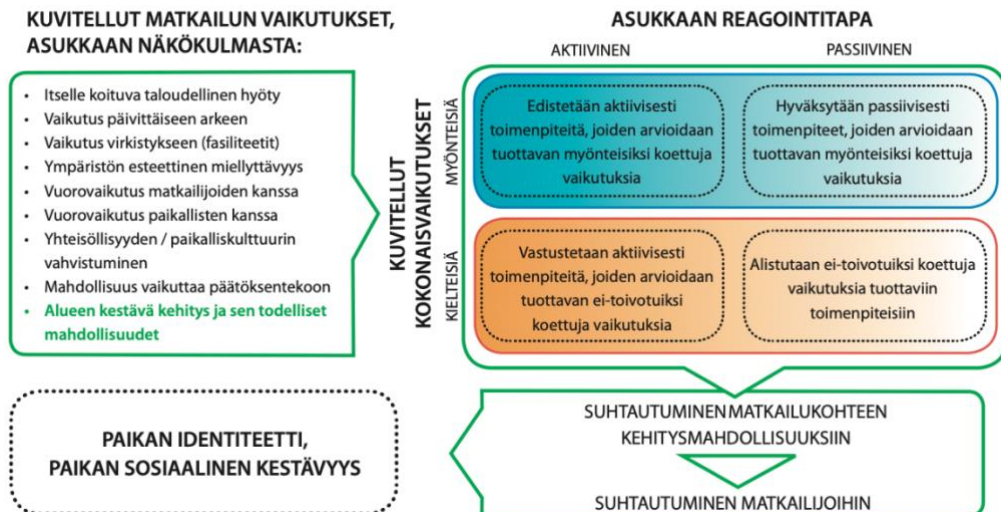 KUVITELLUT MATKAILUN VAIKUTUKSET,
ASUKKAAN NÄKÖKULMASTA:
• Itselle koituva taloudellinen hyöty
• Vaikutus päivittäiseen arkeen
• Vaikutus virkistykseen (fasiliteetit)
• Ympäristön esteettinen miellyttävyys
• Vuorovaikutus matkailijoiden kanssa
• Vuorovaikutus paikallisten kanssa
• Yhteisöllisyyden / paikalliskulttuurin
vahvistuminen
• Mahdollisuus vaikuttaa päätöksentekoon
• Alueen kestävä kehitys ja sen todelliset
mahdollisuudet
ASUKKAAN REAGOINTITAPA
AKTIIVINEN
PASSIIVINEN
KUVITELLUT
KOKONAISVAIKUTUKSET
MYÖNTEISIÄ
Edistetään aktiivisesti
toimenpiteitä, joiden arvioidaan
tuottavan myönteisiksi koettuja
vaikutuksia
Hyväksytään passiivisesti
toimenpiteet, joiden arvioidaan
tuottavan myönteisiksi koettuja
vaikutuksia
KIELTEISIÄ
Vastustetaan aktiivisesti
toimenpiteitä, joiden arvioidaan
tuottavan ei-toivotuiksi
koettuja vaikutuksia
Alistutaan ei-toivotuiksi koettuja
vaikutuksia tuottaviin
toimenpiteisiin
SUHTAUTUMINEN MATKAILUKOHTEEN
KEHITYSMAHDOLLISUUKSIIN
SUHTAUTUMINEN MATKAILIJOIHIN
PAIKAN IDENTITEETTI,
PAIKAN SOSIAALINEN KESTÄVYYS